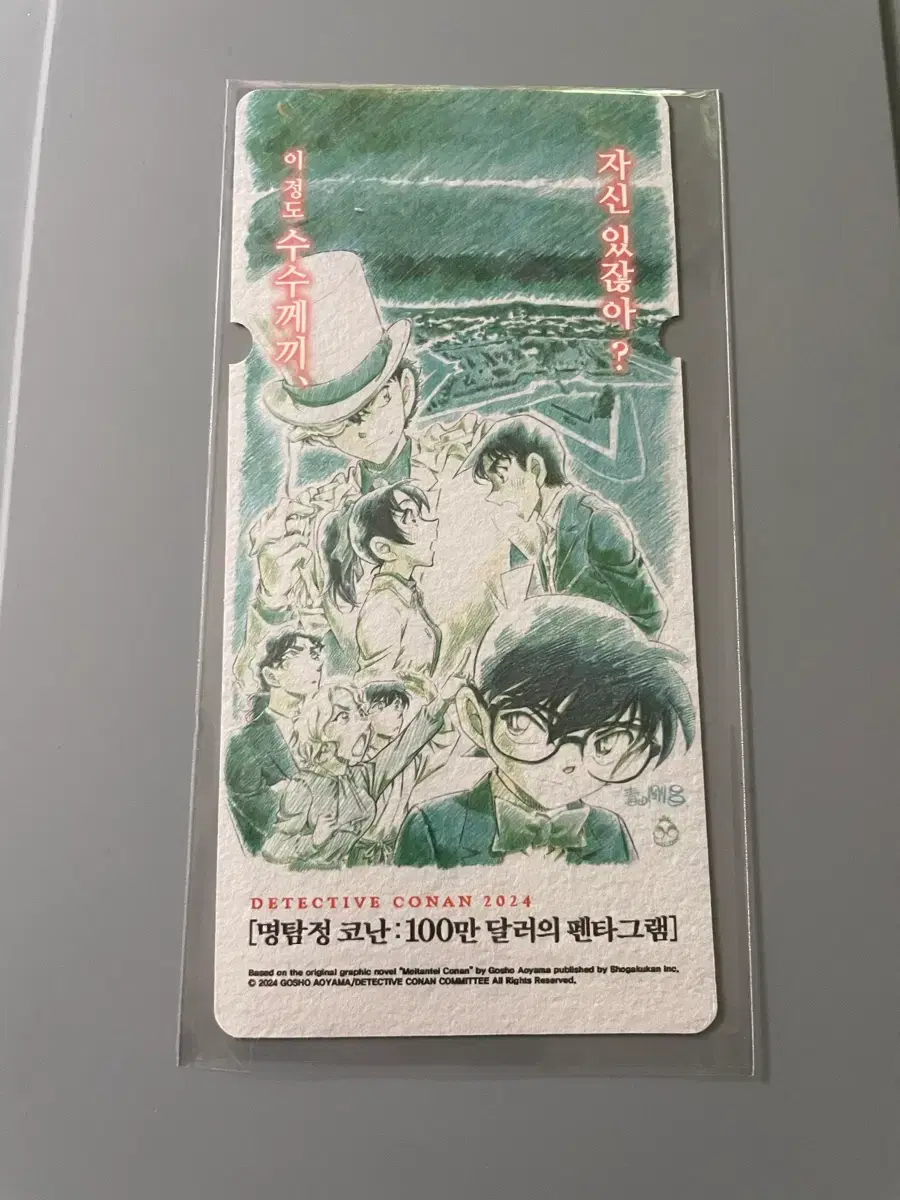 자신 있잖아?
이 정도 수수께끼,
DETECTIVE CONAN 2024
[명탐정 코난:100만 달러의 펜타그램]
Based on the original graphic novel "Meitantei Conan" by Gosho Aoyama published by Shogakukan Inc.
© 2024 GOSHO AOYAMA/DETECTIVE CONAN COMMITTEE All Rights Reserved.